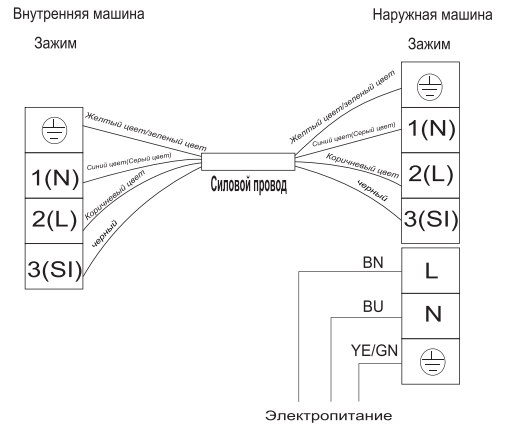 Внутренняя машина
Зажим
Наружная машина
Зажим
Желтый цвет/зеленый цвет
Синий цвет(Серый цвет)
Коричневый цвет
черный
1(N)
2(L)
3(SI)
Силовой провод
Желтый цвет/зеленый цвет
Синий цвет(Серый цвет)
Коричневый цвет
черный
1(N)
2(L)
3(SI)
BN
L
BU
N
YE/GN
Электропитание